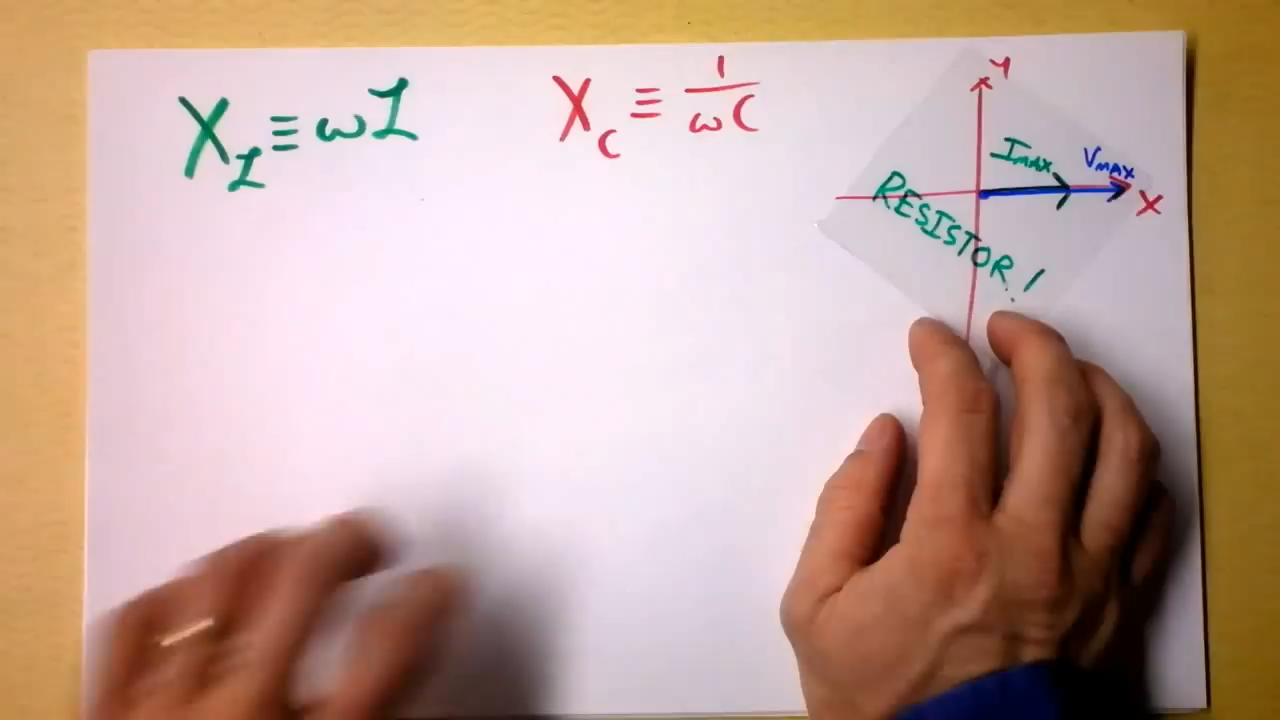 X_L ≡ ωL
X_C ≡ 1/ωC
Y
I_MAX V_MAX
X
RESISTOR!